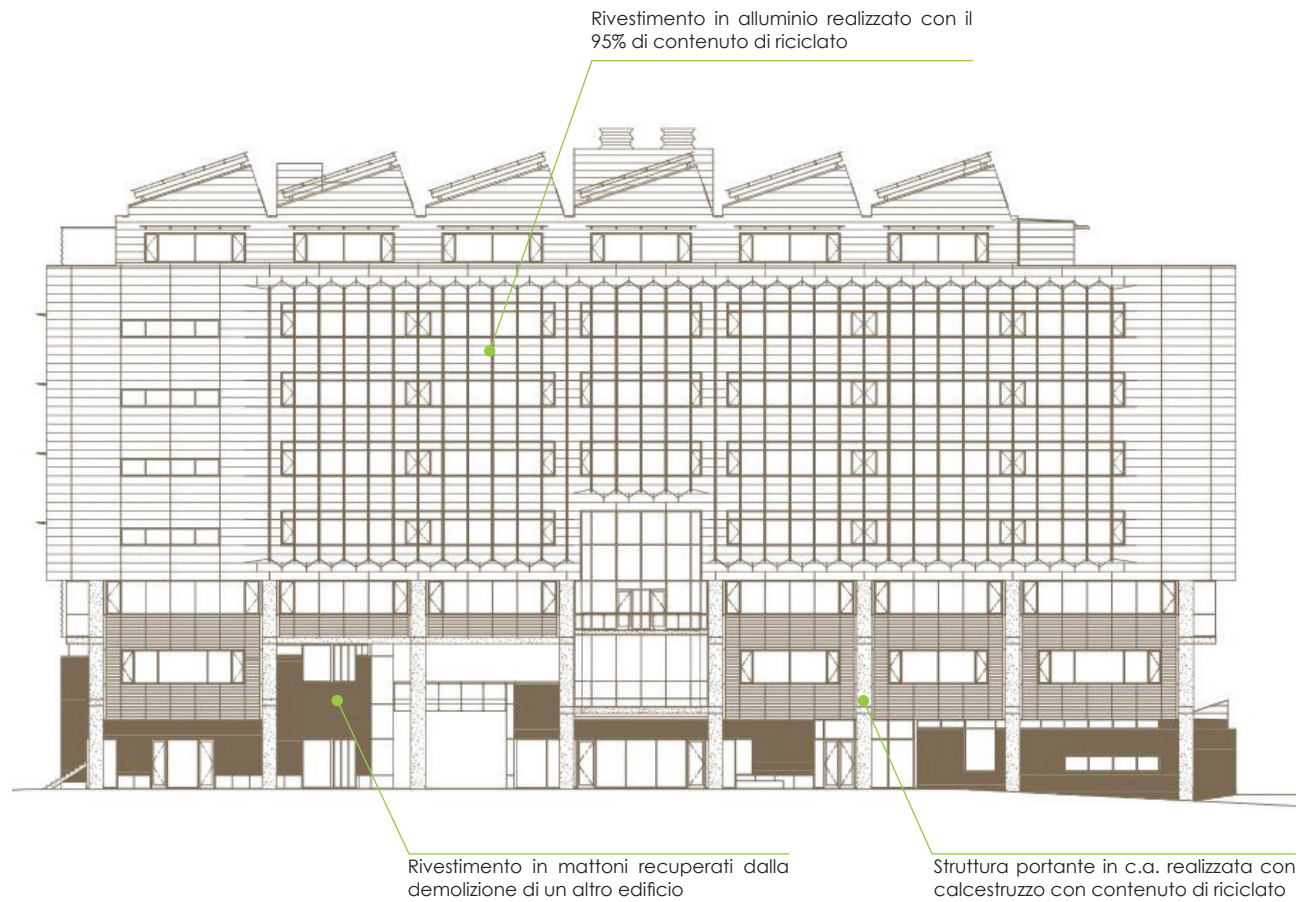 Rivestimento in alluminio realizzato con il
95% di contenuto di riciclato
Rivestimento in mattoni recuperati dalla
demolizione di un altro edificio
Struttura portante in c.a. realizzata con
calcestruzzo con contenuto di riciclato